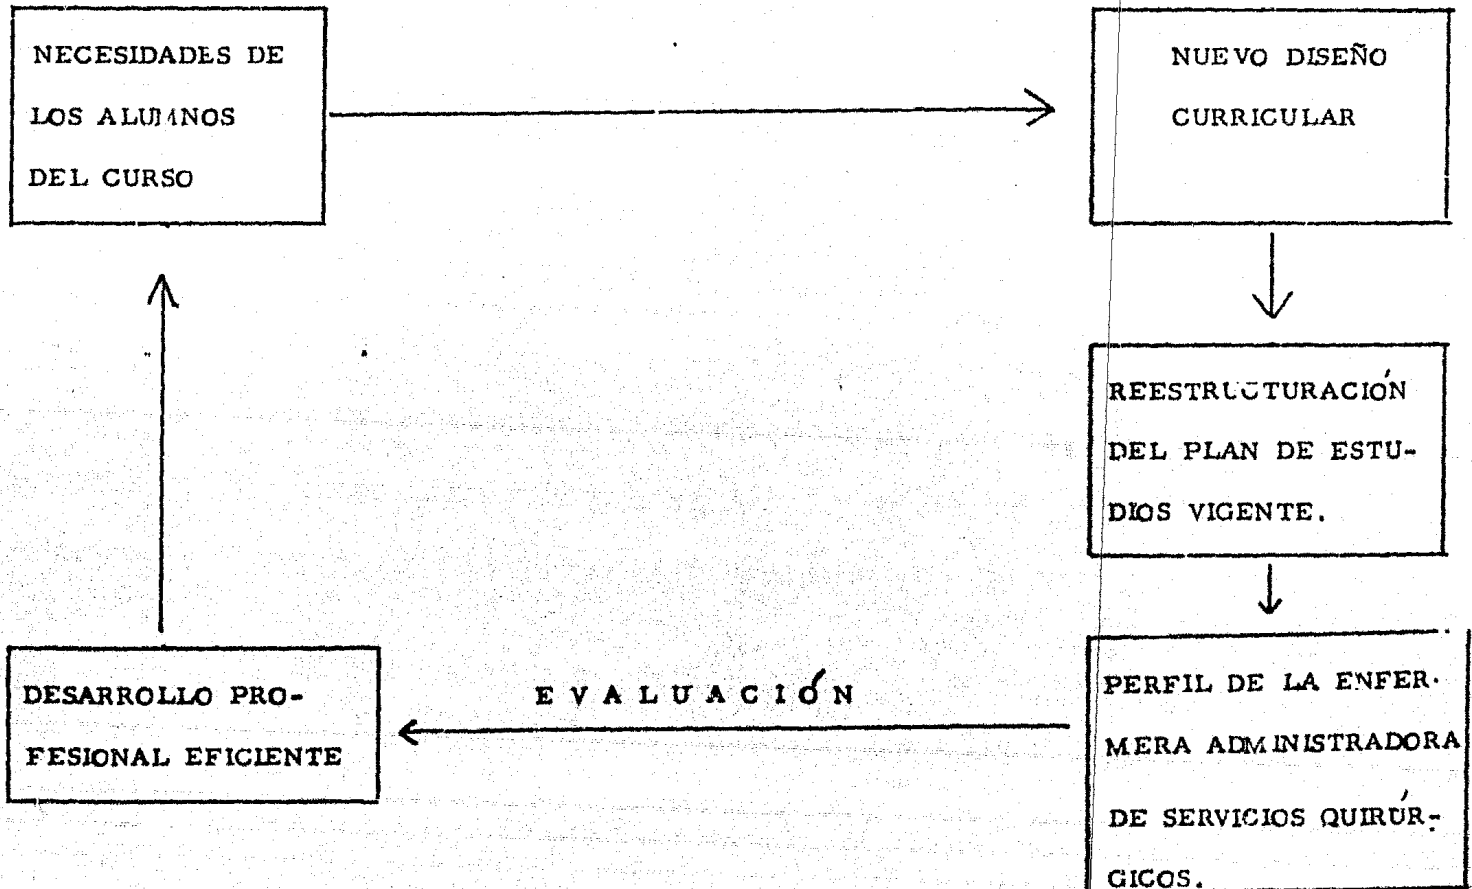 NECESIDADES DE
LOS ALUMNOS
DEL CURSO
NUEVO DISEÑO
CURRICULAR
REESTRUCTURACIÓN
DEL PLAN DE ESTU-
DIOS VIGENTE.
PERFIL DE LA ENFER-
MERA ADMINISTRADORA
DE SERVICIOS QUIRÚR-
GICOS.
EVALUACIÓN
DESARROLLO PRO-
FESIONAL EFICIENTE